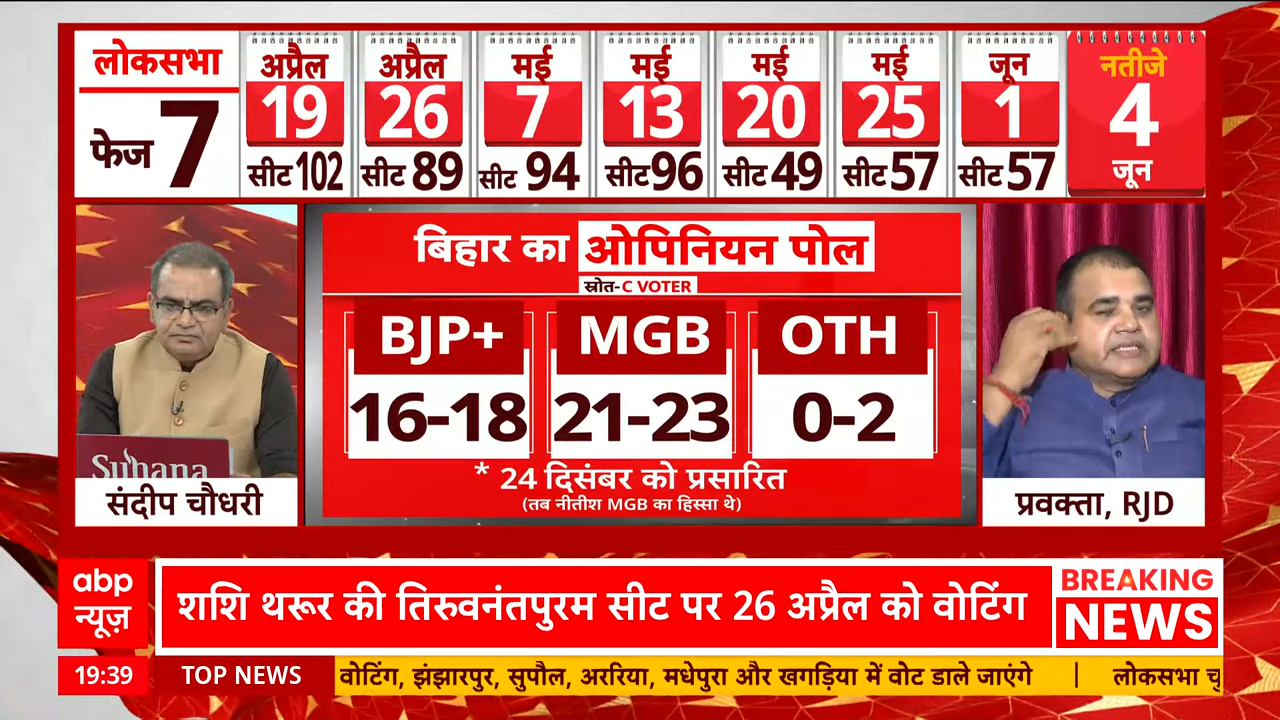 लोकसभा
फेज 7
अप्रैल
19
सीट 102
अप्रैल
26
सीट 89
मई
7
सीट 94
मई
13
सीट 96
मई
20
सीट 49
मई
25
सीट 57
जून
1
सीट 57
नतीजे
4
जून
बिहार का ओपिनियन पोल
स्रोत- C VOTER
BJP+
16-18
MGB
21-23
OTH
0-2
* 24 दिसंबर को प्रसारित
(तब नीतीश MGB का हिस्सा थे)
Suhana
संदीप चौधरी
प्रवक्ता, RJD
abp
न्यूज़
शशि थरूर की तिरुवनंतपुरम सीट पर 26 अप्रैल को वोटिंग
BREAKING
NEWS
19:39
TOP NEWS
वोटिंग, झंझारपुर, सुपौल, अररिया, मधेपुरा और खगड़िया में वोट डाले जाएंगे | लोकसभा चु